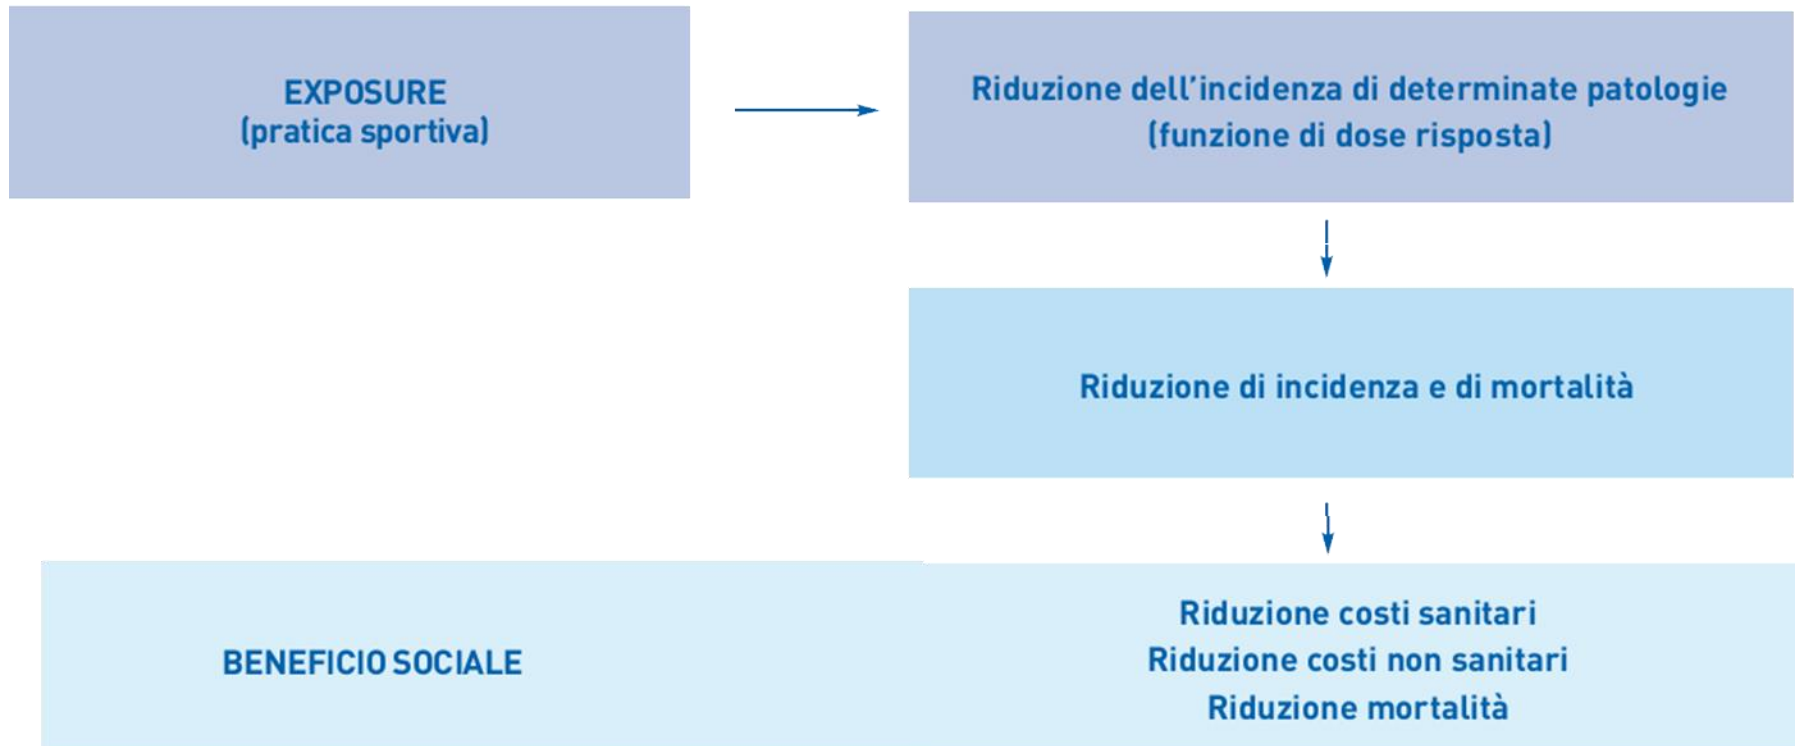 EXPOSURE
(pratica sportiva)
Riduzione dell'incidenza di determinate patologie
(funzione di dose risposta)
Riduzione di incidenza e di mortalità
BENEFICIO SOCIALE
Riduzione costi sanitari
Riduzione costi non sanitari
Riduzione mortalità